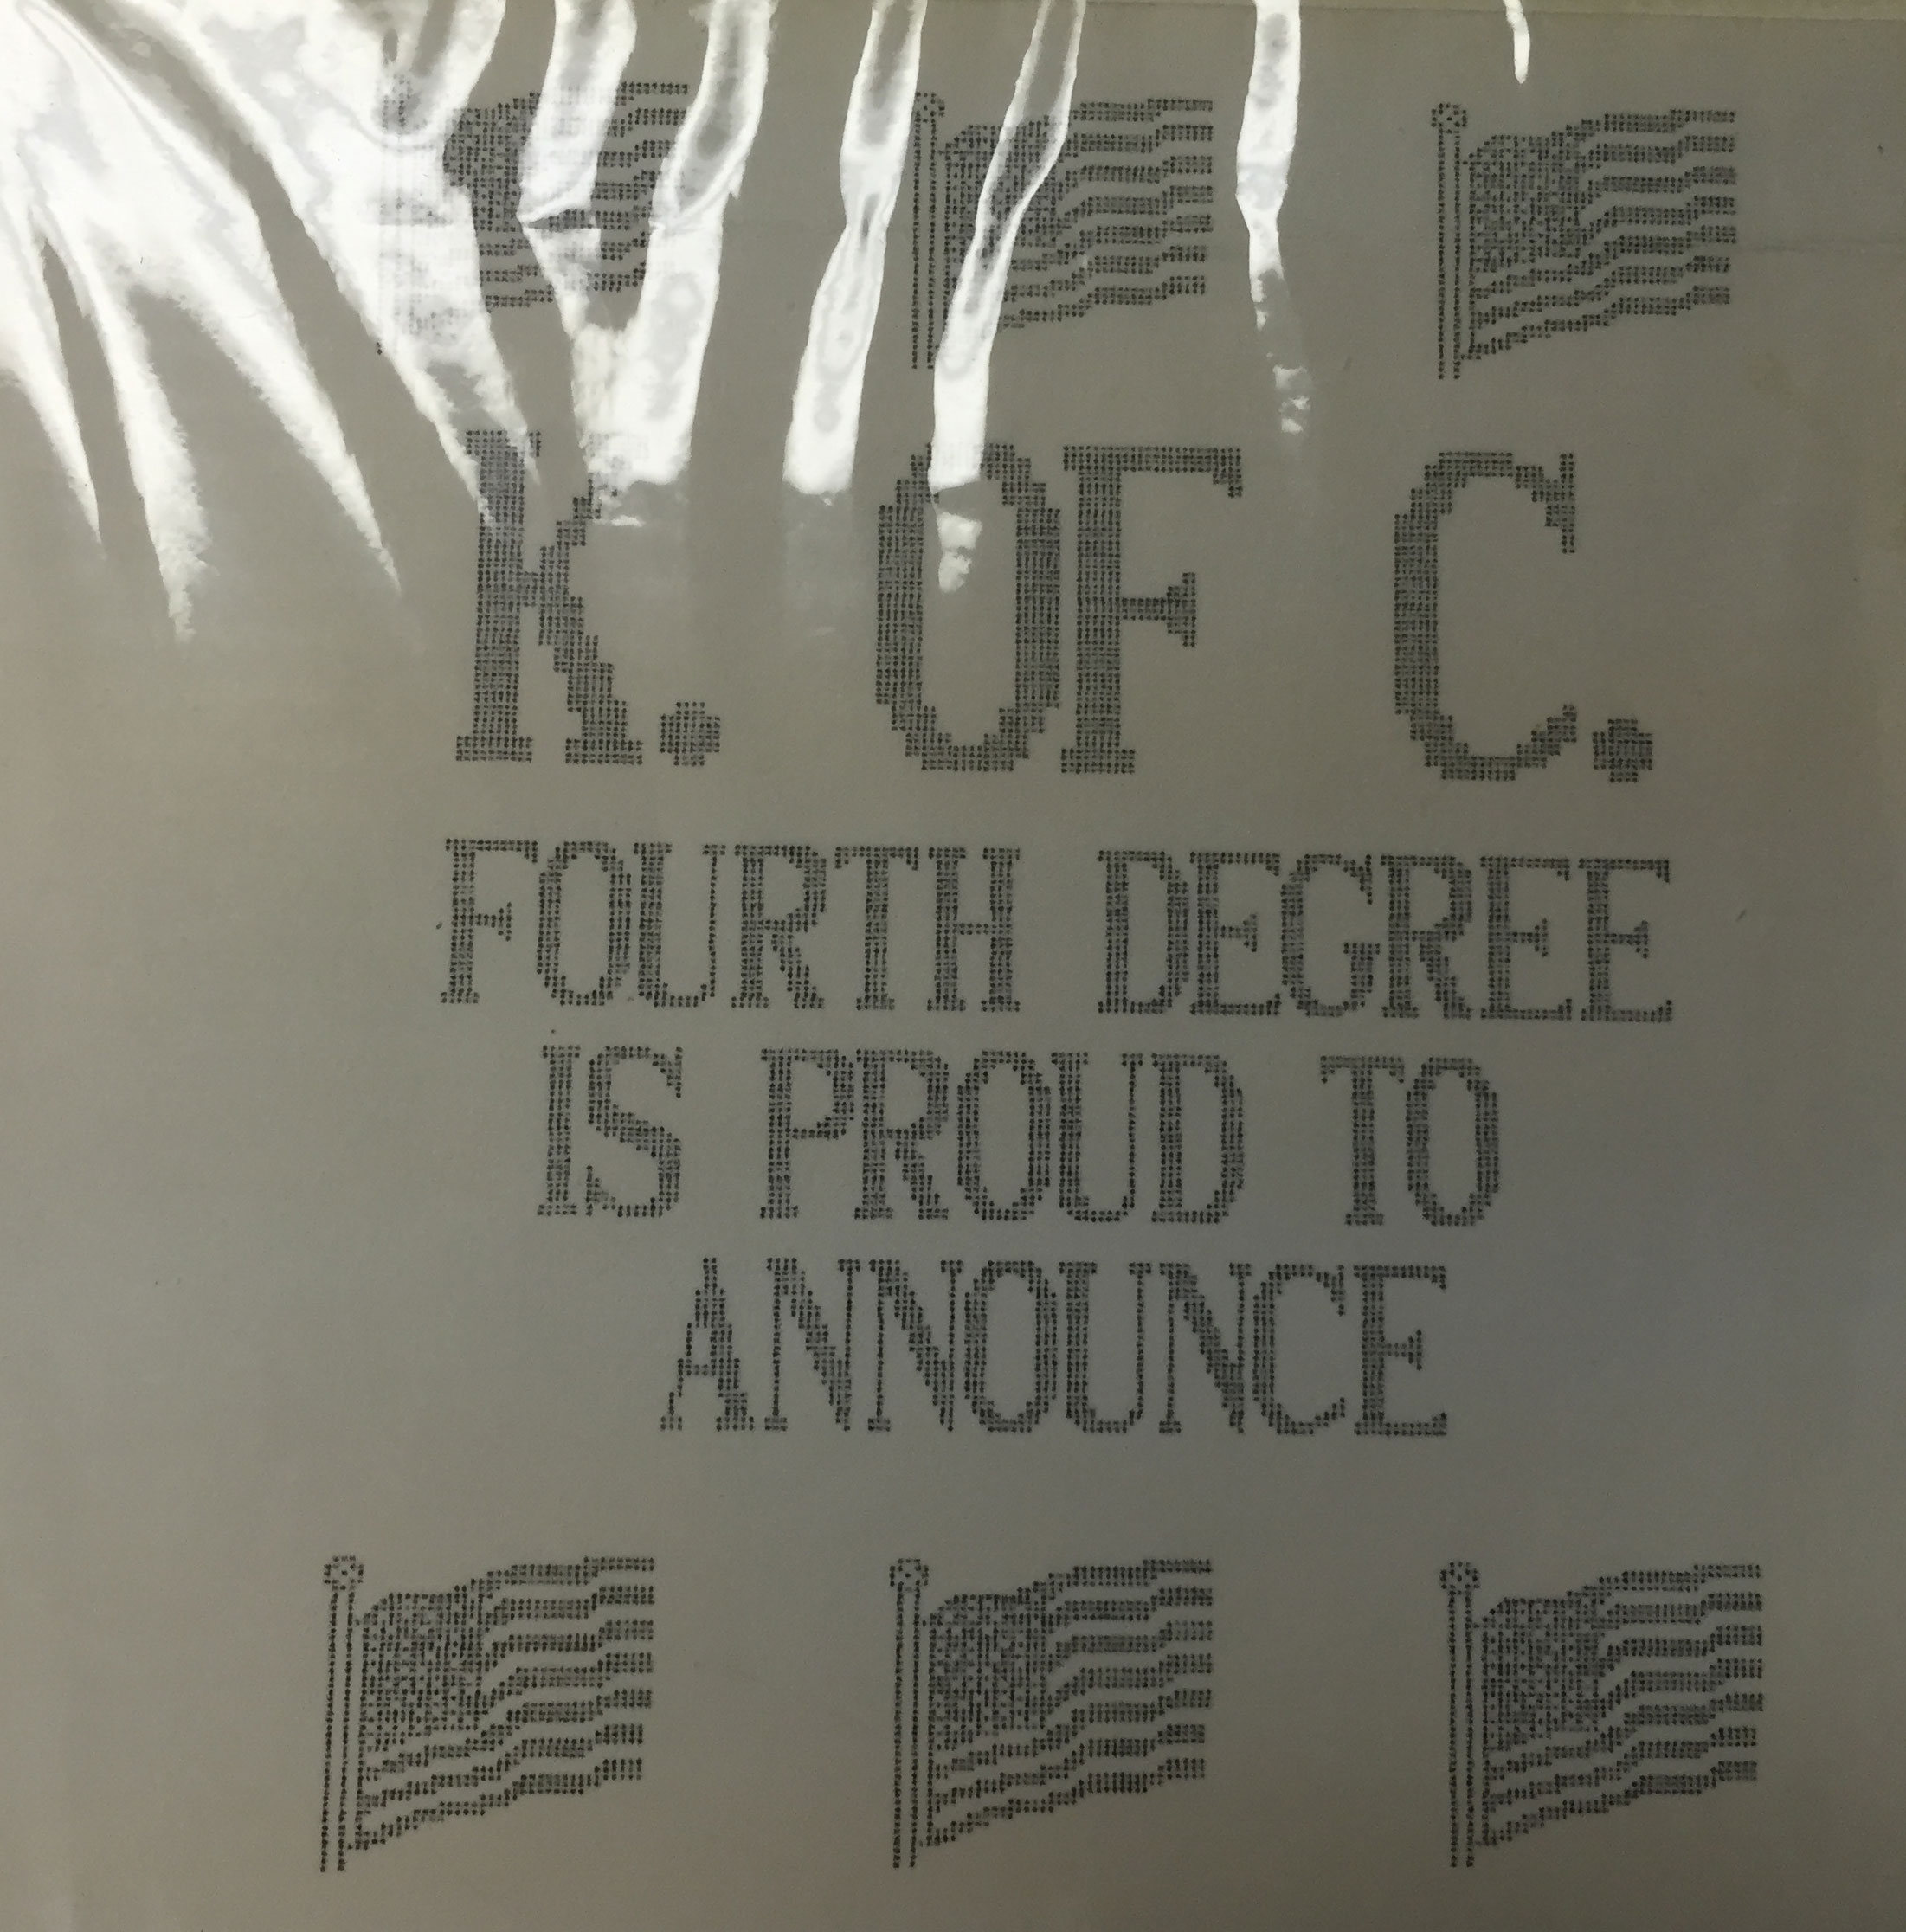 K. OF C.
FOURTH DEGREE
IS PROUD TO
ANNOUNCE